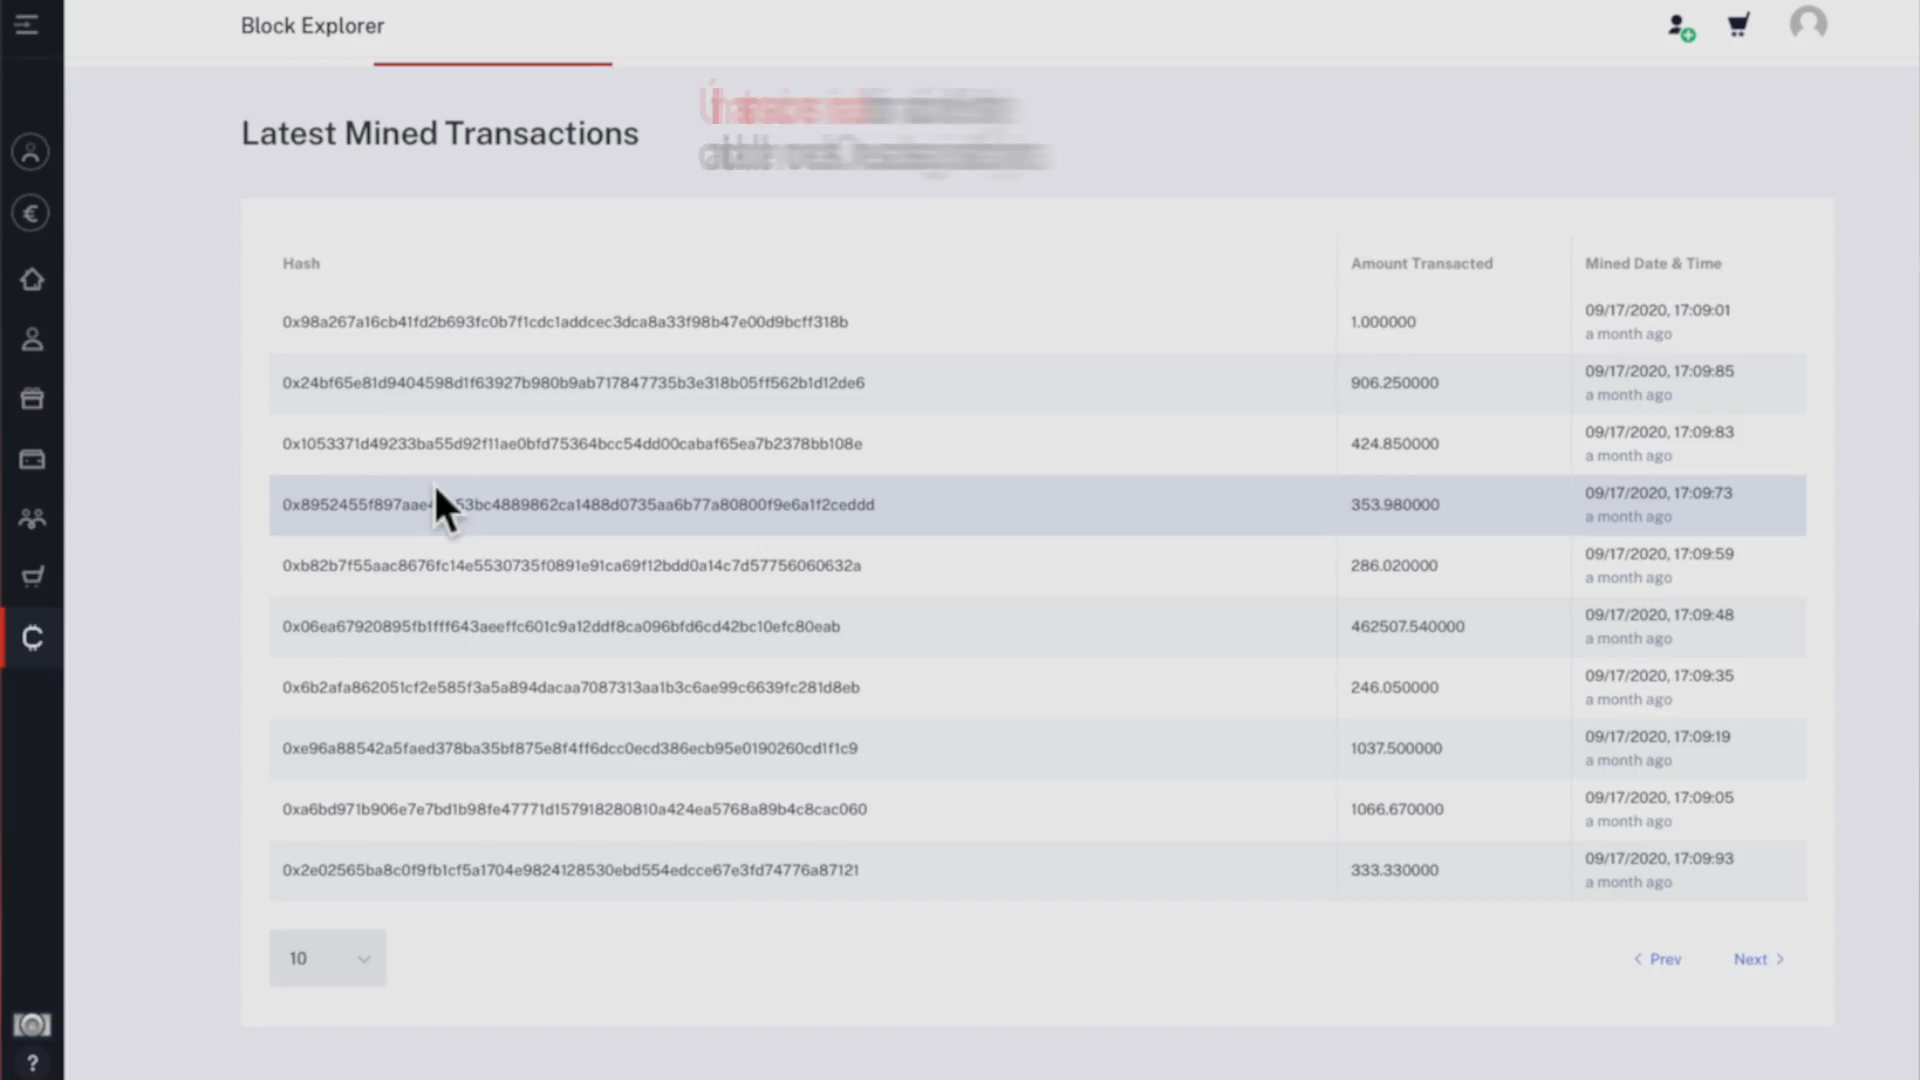 Block Explorer
Latest Mined Transactions
Hash Amount Transacted Mined Date & Time
0x98a267a16cb41fd2b693fc0b7f1cdc1addcec3dca8a33f98b47e00d9bcff318b 1.000000 09/17/2020, 17:09:01
a month ago
0x24bf65e81d9404598d1f63927b980b9ab717847735b3e318b05ff562b1d12de6 906.250000 09/17/2020, 17:09:85
a month ago
0x1053371d49233ba55d92f11ae0bfd75364bcc54dd00cabaf65ea7b2378bb108e 424.850000 09/17/2020, 17:09:83
a month ago
353.980000 09/17/2020, 17:09:73
a month ago
0xb82b7f55aac8676fc14e5530735f0891e91ca69f12bdd0a14c7d57756060632a 286.020000 09/17/2020, 17:09:59
a month ago
0x06ea67920895fb1fff643aeeffc601c9a12ddf8ca096bfd6cd42bc10efc80eab 462507.540000 09/17/2020, 17:09:48
a month ago
0x6b2afa862051cf2e585f3a5a894dacaa7087313aa1b3c6ae99c6639fc281d8eb 246.050000 09/17/2020, 17:09:35
a month ago
0xe96a88542a5faed378ba35bf875e8f4ff6dcc0ecd386ecb95e0190260cd1f1c9 1037.500000 09/17/2020, 17:09:19
a month ago
0xa6bd971b906e7e7bd1b98fe47771d157918280810a424ea5768a89b4c8cac060 1066.670000 09/17/2020, 17:09:05
a month ago
0x2e02565ba8c0f9fb1cf5a1704e9824128530ebd554edcce67e3fd74776a87121 333.330000 09/17/2020, 17:09:93
a month ago
10 Prev Next